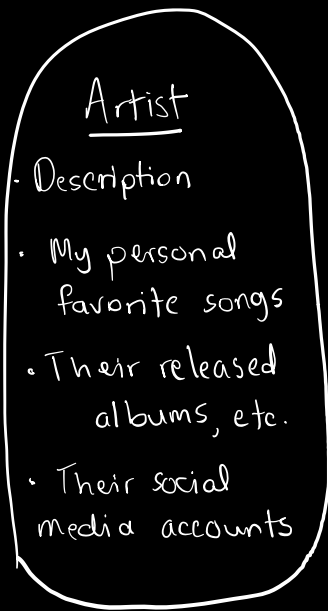 Artist
· Description
· My personal
favorite songs
· Their released
albums, etc.
· Their social
media accounts